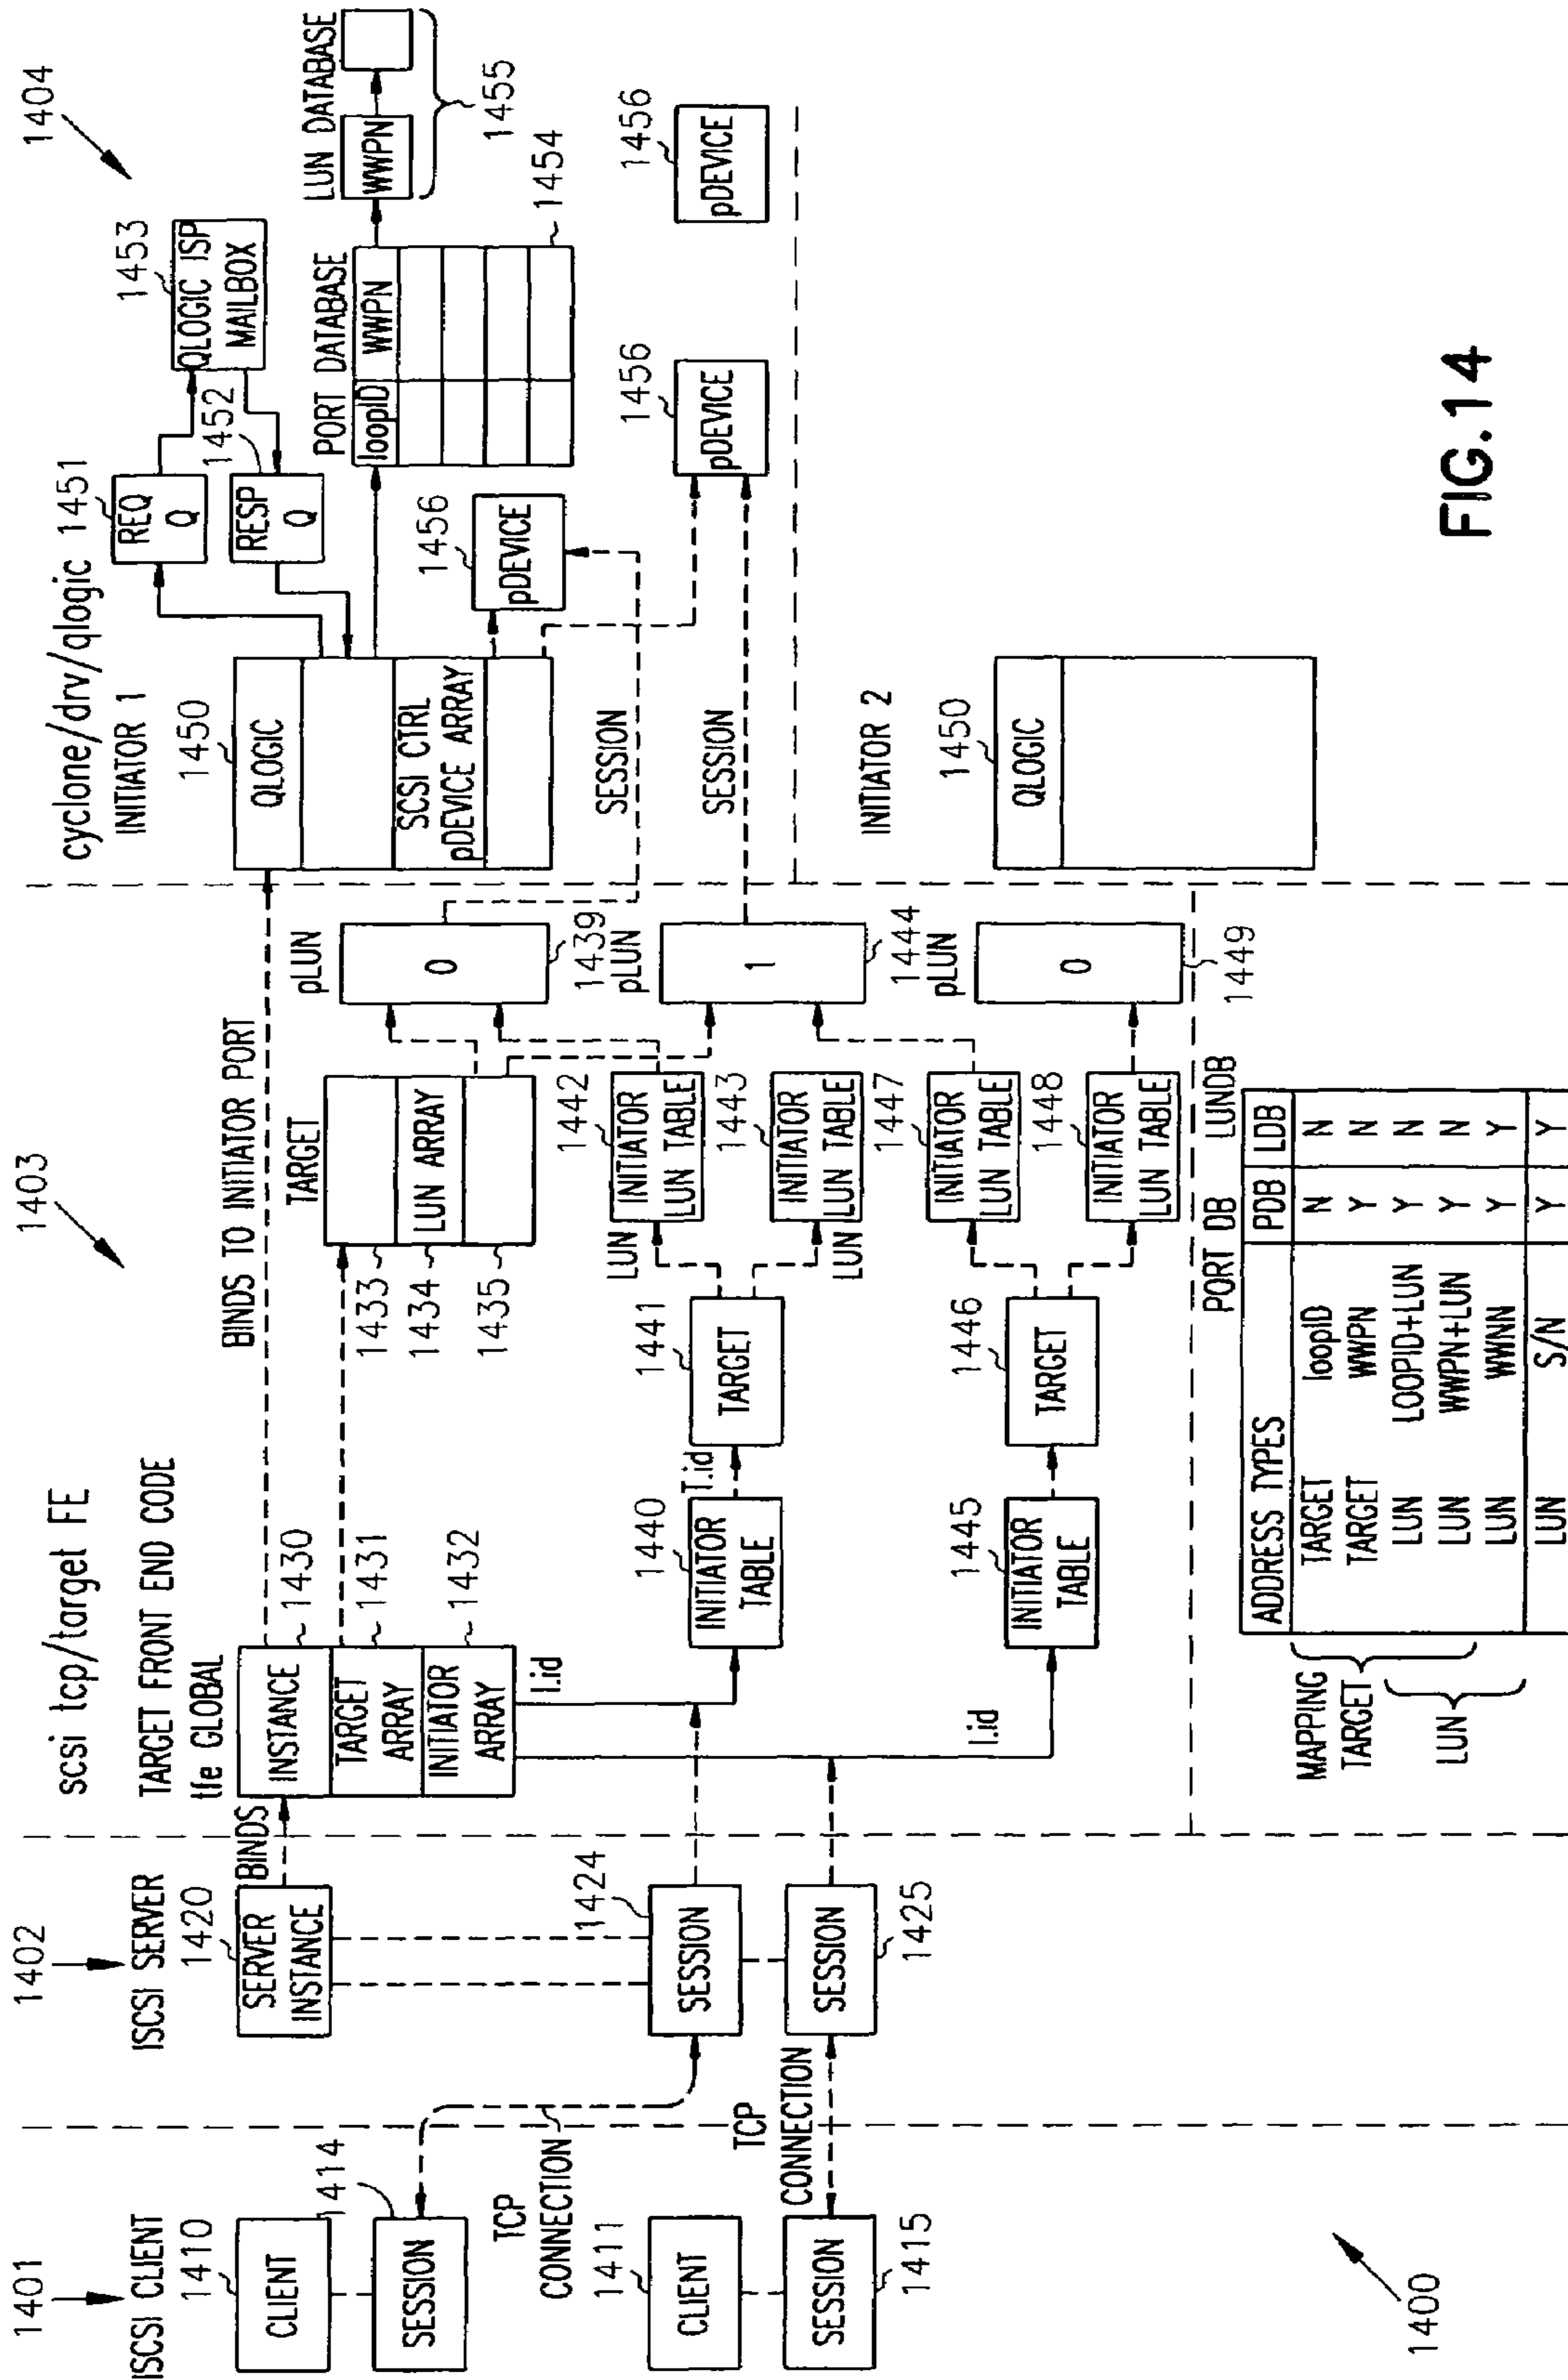 1401
ISCSI CLIENT
1410
CLIENT
1414
SESSION
TCP
CONNECTION
1411
CLIENT
SESSION
1415
1400
1402
ISCSI SERVER
1420
SERVER
INSTANCE
BINDS
1424
SESSION
TCP
CONNECTION
SESSION
1425
1403
scsi tcp/target FE
TARGET FRONT END CODE
tfe GLOBAL
INSTANCE
1430
TARGET
ARRAY
1431
INITIATOR
ARRAY
1432
I.id
I.id
BINDS TO INITIATOR PORT
TARGET
1433
LUN ARRAY
1434
1435
1440
INITIATOR
TABLE
T.id
1441
TARGET
LUN
LUN
1442
INITIATOR
LUN TABLE
1443
INITIATOR
LUN TABLE
1445
INITIATOR
TABLE
1446
TARGET
1447
INITIATOR
LUN TABLE
1448
INITIATOR
LUN TABLE
pLUN
0
1439
pLUN
1
1444
pLUN
0
1449
PORT DB LUNDB
ADDRESS TYPES PDB LDB
TARGET loopID N N
TARGET WWPN Y N
LUN LOOPID+LUN Y N
LUN WWPN+LUN Y N
LUN WWNN Y Y
LUN S/N Y Y
MAPPING
TARGET
LUN
1404
cyclone/drv/qlogic
INITIATOR 1
1450
QLOGIC
SCSI CTRL
pDEVICE ARRAY
1451
REQ
Q
1452
RESP
Q
1453
QLOGIC ISP
MAILBOX
PORT DATABASE
loopID WWPN
1454
LUN DATABASE
WWPN
1455
1456
pDEVICE
1456
pDEVICE
1456
pDEVICE
SESSION
SESSION
INITIATOR 2
1450
QLOGIC
FIG.14